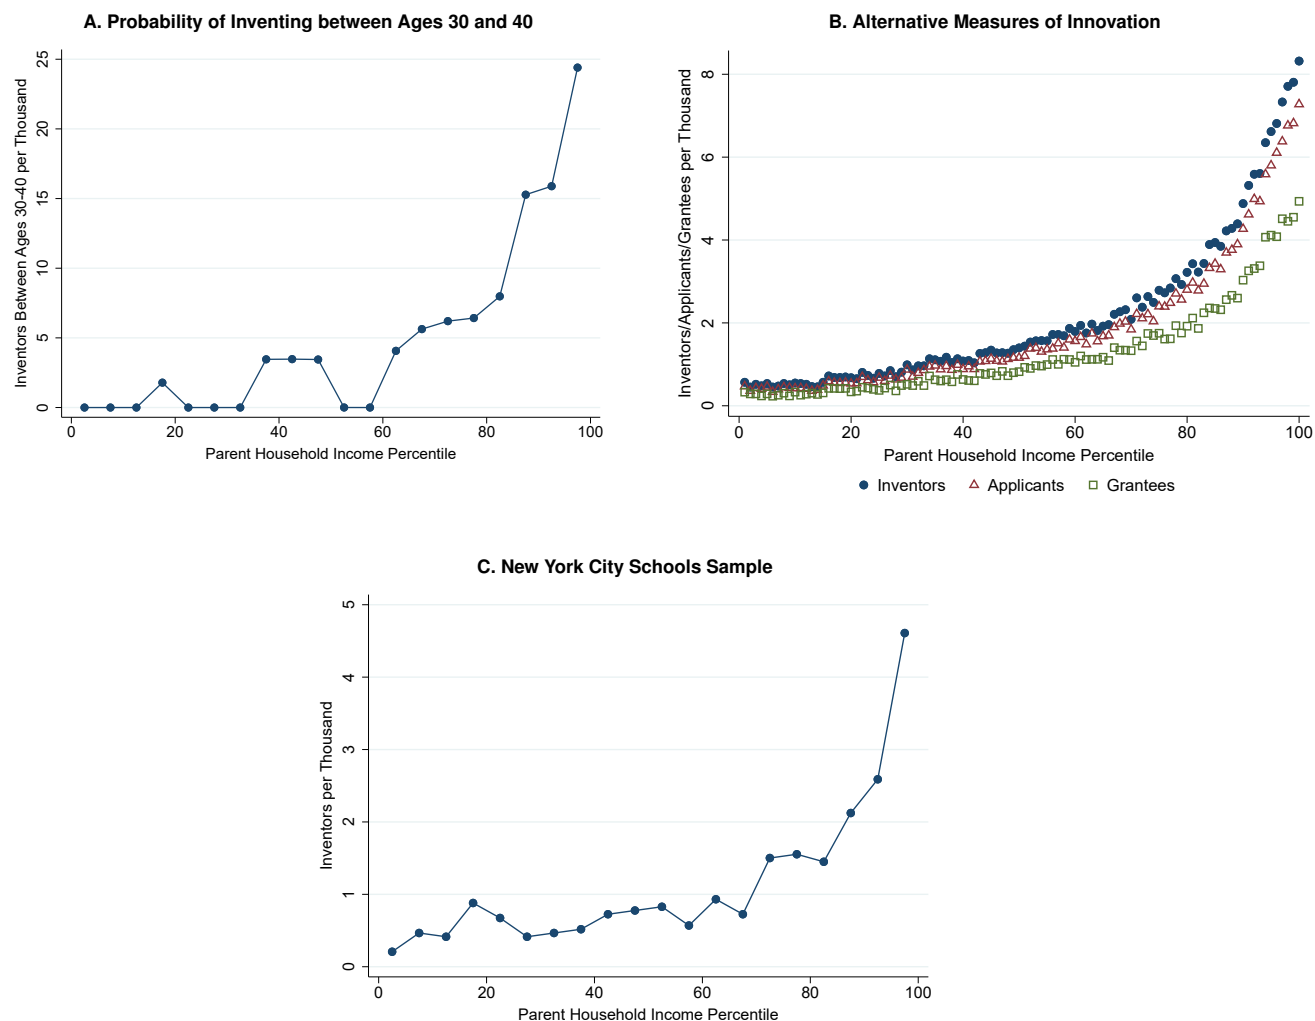 A. Probability of Inventing between Ages 30 and 40
Inventors Between Ages 30-40 per Thousand
25
20
15
10
5
0
0 20 40 60 80 100
Parent Household Income Percentile
B. Alternative Measures of Innovation
Inventors/Applicants/Grantees per Thousand
8
6
4
2
0
0 20 40 60 80 100
Parent Household Income Percentile
Inventors Applicants Grantees
C. New York City Schools Sample
Inventors per Thousand
5
4
3
2
1
0
0 20 40 60 80 100
Parent Household Income Percentile